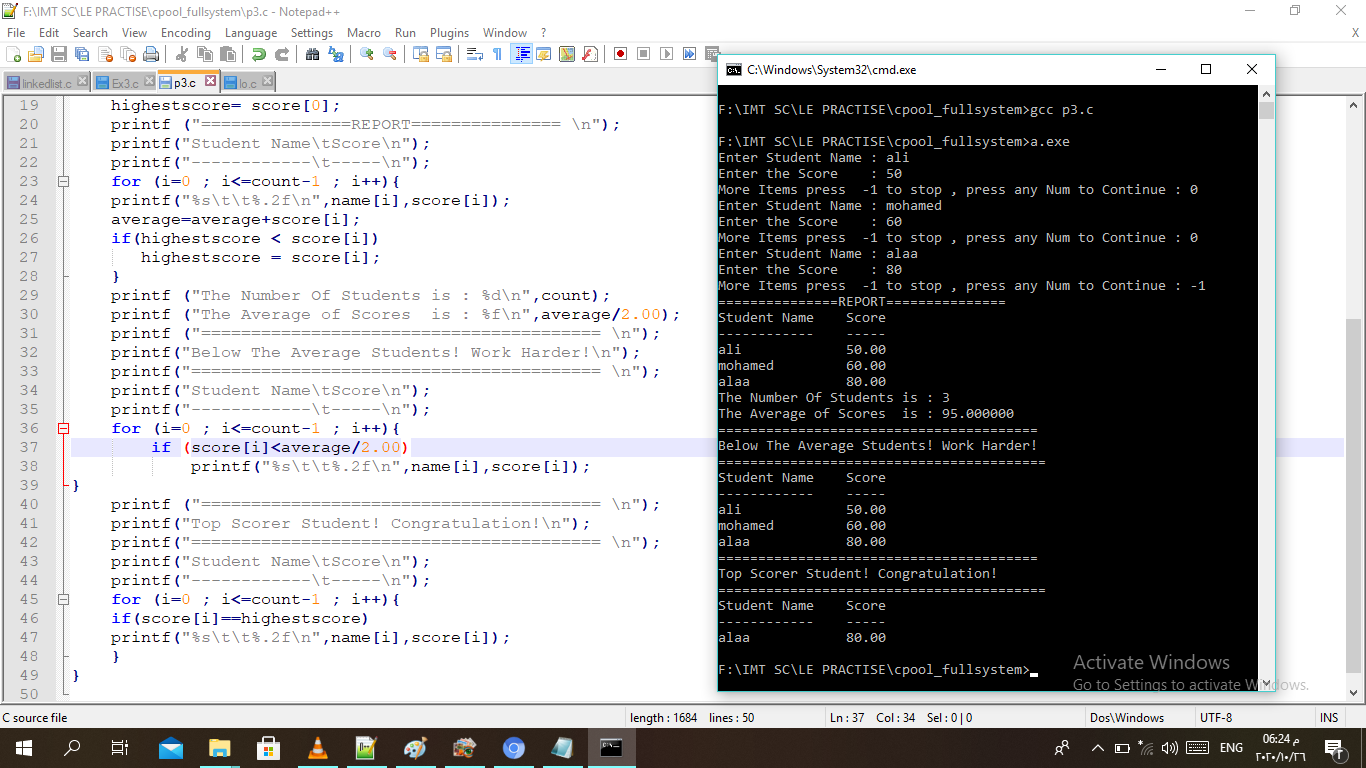 F:\IMT SC\LE PRACTISE\cpool_fullsystem\p3.c - Notepad++
File Edit Search View Encoding Language Settings Macro Run Plugins Window ? X
linkedlist.c Ex3.c p3.c lo.c
19 highestscore= score[0];
20 printf ("===============REPORT=============== \n");
21 printf("Student Name\tScore\n");
22 printf("------------\t-----\n");
23 for (i=0 ; i<=count-1 ; i++){
24 printf("%s\t\t%.2f\n",name[i],score[i]);
25 average=average+score[i];
26 if(highestscore < score[i])
27 highestscore = score[i];
28 }
29 printf ("The Number Of Students is : %d\n",count);
30 printf ("The Average of Scores  is : %f\n",average/2.00);
31 printf ("======================================== \n");
32 printf("Below The Average Students! Work Harder!\n");
33 printf("========================================= \n");
34 printf("Student Name\tScore\n");
35 printf("------------\t-----\n");
36 for (i=0 ; i<=count-1 ; i++){
37 if (score[i]<average/2.00)
38 printf("%s\t\t%.2f\n",name[i],score[i]);
39 }
40 printf ("======================================== \n");
41 printf("Top Scorer Student! Congratulation!\n");
42 printf("========================================= \n");
43 printf("Student Name\tScore\n");
44 printf("------------\t-----\n");
45 for (i=0 ; i<=count-1 ; i++){
46 if(score[i]==highestscore)
47 printf("%s\t\t%.2f\n",name[i],score[i]);
48 }
49 }
50
C:\Windows\System32\cmd.exe
F:\IMT SC\LE PRACTISE\cpool_fullsystem>gcc p3.c
F:\IMT SC\LE PRACTISE\cpool_fullsystem>a.exe
Enter Student Name : ali
Enter the Score    : 50
More Items press  -1 to stop , press any Num to Continue : 0
Enter Student Name : mohamed
Enter the Score    : 60
More Items press  -1 to stop , press any Num to Continue : 0
Enter Student Name : alaa
Enter the Score    : 80
More Items press  -1 to stop , press any Num to Continue : -1
===============REPORT===============
Student Name    Score
------------    -----
ali             50.00
mohamed         60.00
alaa            80.00
The Number Of Students is : 3
The Average of Scores  is : 95.000000
========================================
Below The Average Students! Work Harder!
=========================================
Student Name    Score
------------    -----
ali             50.00
mohamed         60.00
alaa            80.00
========================================
Top Scorer Student! Congratulation!
=========================================
Student Name    Score
------------    -----
alaa            80.00
F:\IMT SC\LE PRACTISE\cpool_fullsystem>
Activate Windows
Go to Settings to activate Windows.
C source file length : 1684 lines : 50 Ln : 37 Col : 34 Sel : 0 | 0 Dos\Windows UTF-8 INS
ENG
06:24 م
٢٠٢٠/١٠/٢٦